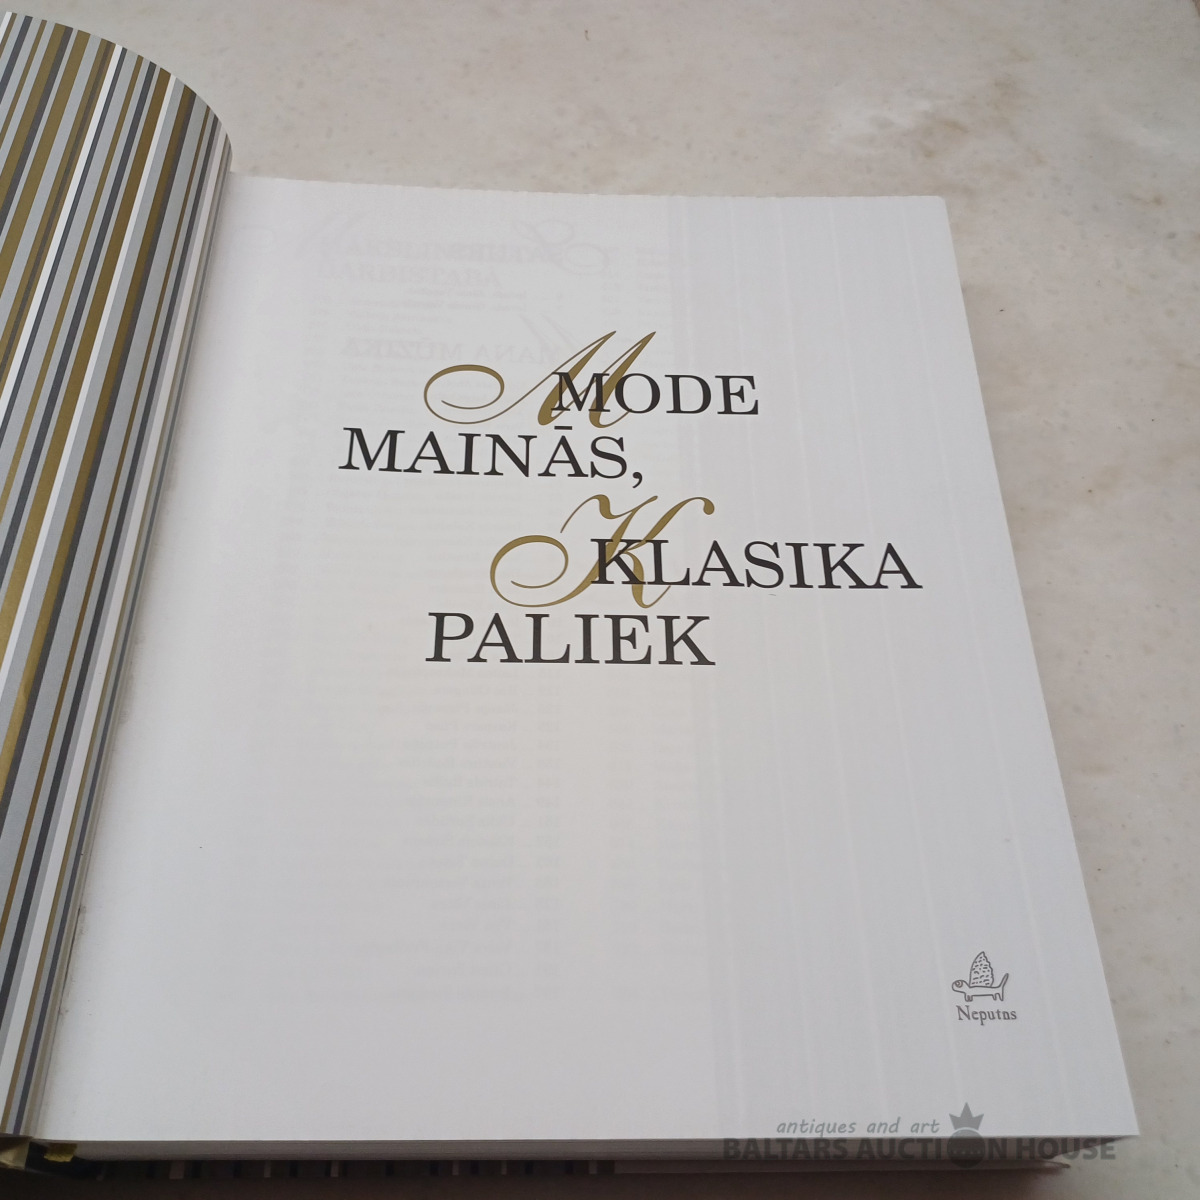 MODE
MAINĀS,
KLASIKA
PALIEK
Neputns
antiques and art
BALTARS AUCTION HOUSE